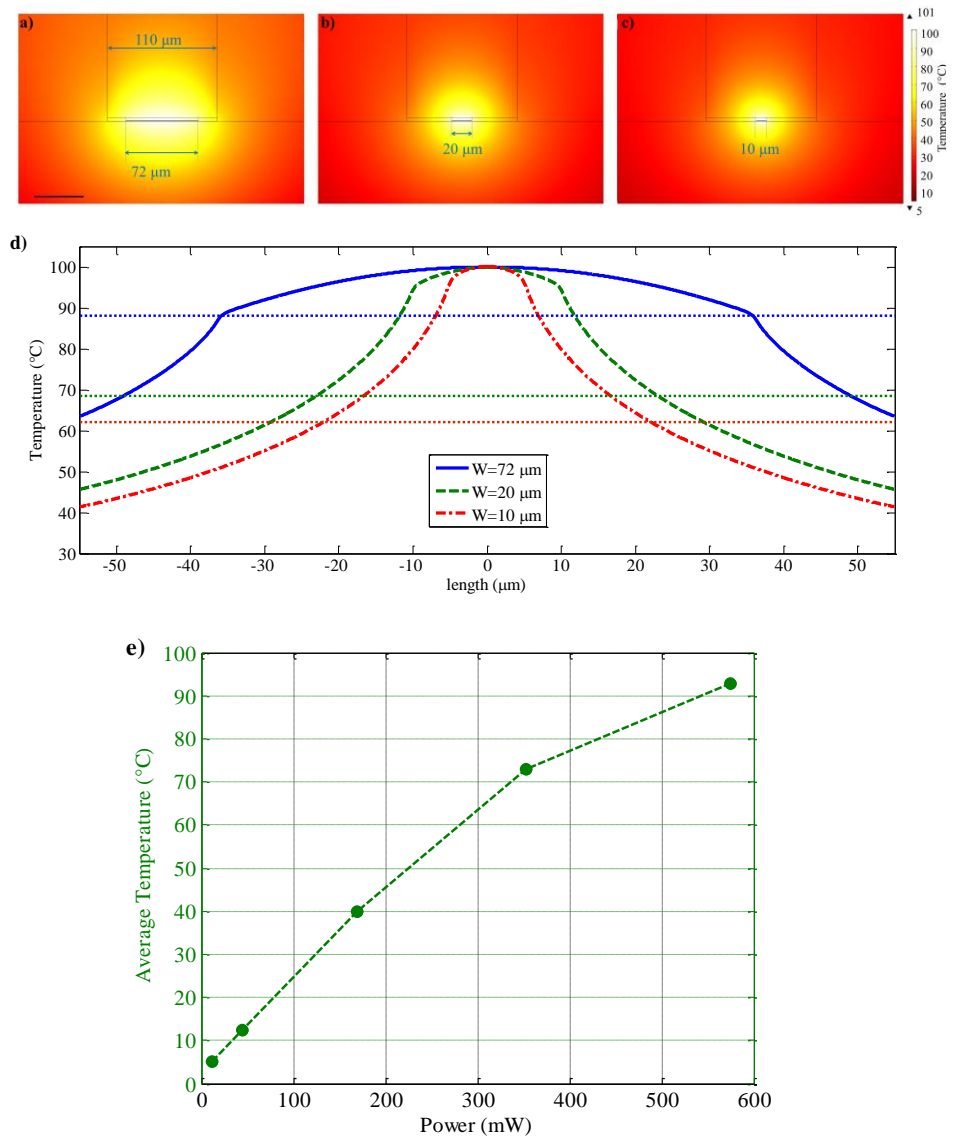 a)
110 μm
72 μm
b)
20 μm
c)
10 μm
101
100
90
80
70
60
50
40
30
20
10
5
Temperature (°C)
d)
100
90
80
70
60
50
40
30
Temperature (°C)
W=72 μm
W=20 μm
W=10 μm
-50 -40 -30 -20 -10 0 10 20 30 40 50
length (μm)
e)
100
90
80
70
60
50
40
30
20
10
0
Average Temperature (°C)
0 100 200 300 400 500 600
Power (mW)